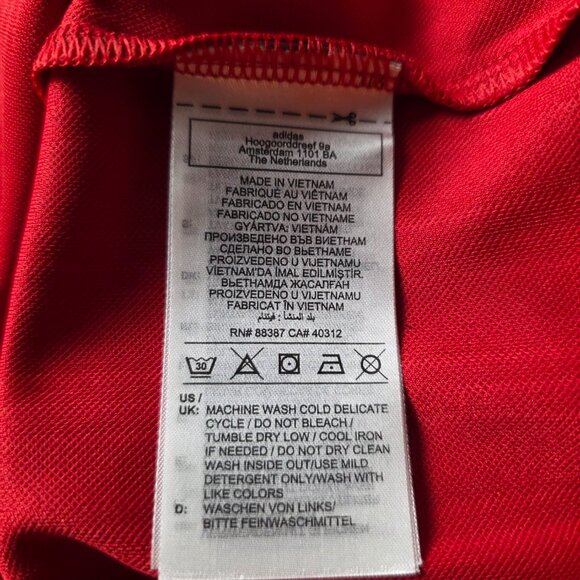 adidas
Hoogoorddreef 9a
Amsterdam 1101 BA
The Netherlands
MADE IN VIETNAM
FABRIQUÉ AU VIÊTNAM
FABRICADO EN VIETNAM
FABRICADO NO VIETNAME
GYÁRTVA: VIETNAM
ПРОИЗВЕДЕНО ВЪВ ВИЕТНАМ
СДЕЛАНО ВО ВЬЕТНАМЕ
PROIZVEDENO U VIJETNAMU
VIETNAM'DA İMAL EDİLMİŞTİR.
ВЬЕТНАМДА ЖАСАЛҒАН
PROIZVEDENO U VIJETNAMU
FABRICAT ÎN VIETNAM
بلد المنشأ : فيتنام
RN# 88387 CA# 40312
30
US /
UK: MACHINE WASH COLD DELICATE
CYCLE / DO NOT BLEACH /
TUMBLE DRY LOW / COOL IRON
IF NEEDED / DO NOT DRY CLEAN
WASH INSIDE OUT/USE MILD
DETERGENT ONLY/WASH WITH
LIKE COLORS
D: WASCHEN VON LINKS/
BITTE FEINWASCHMITTEL